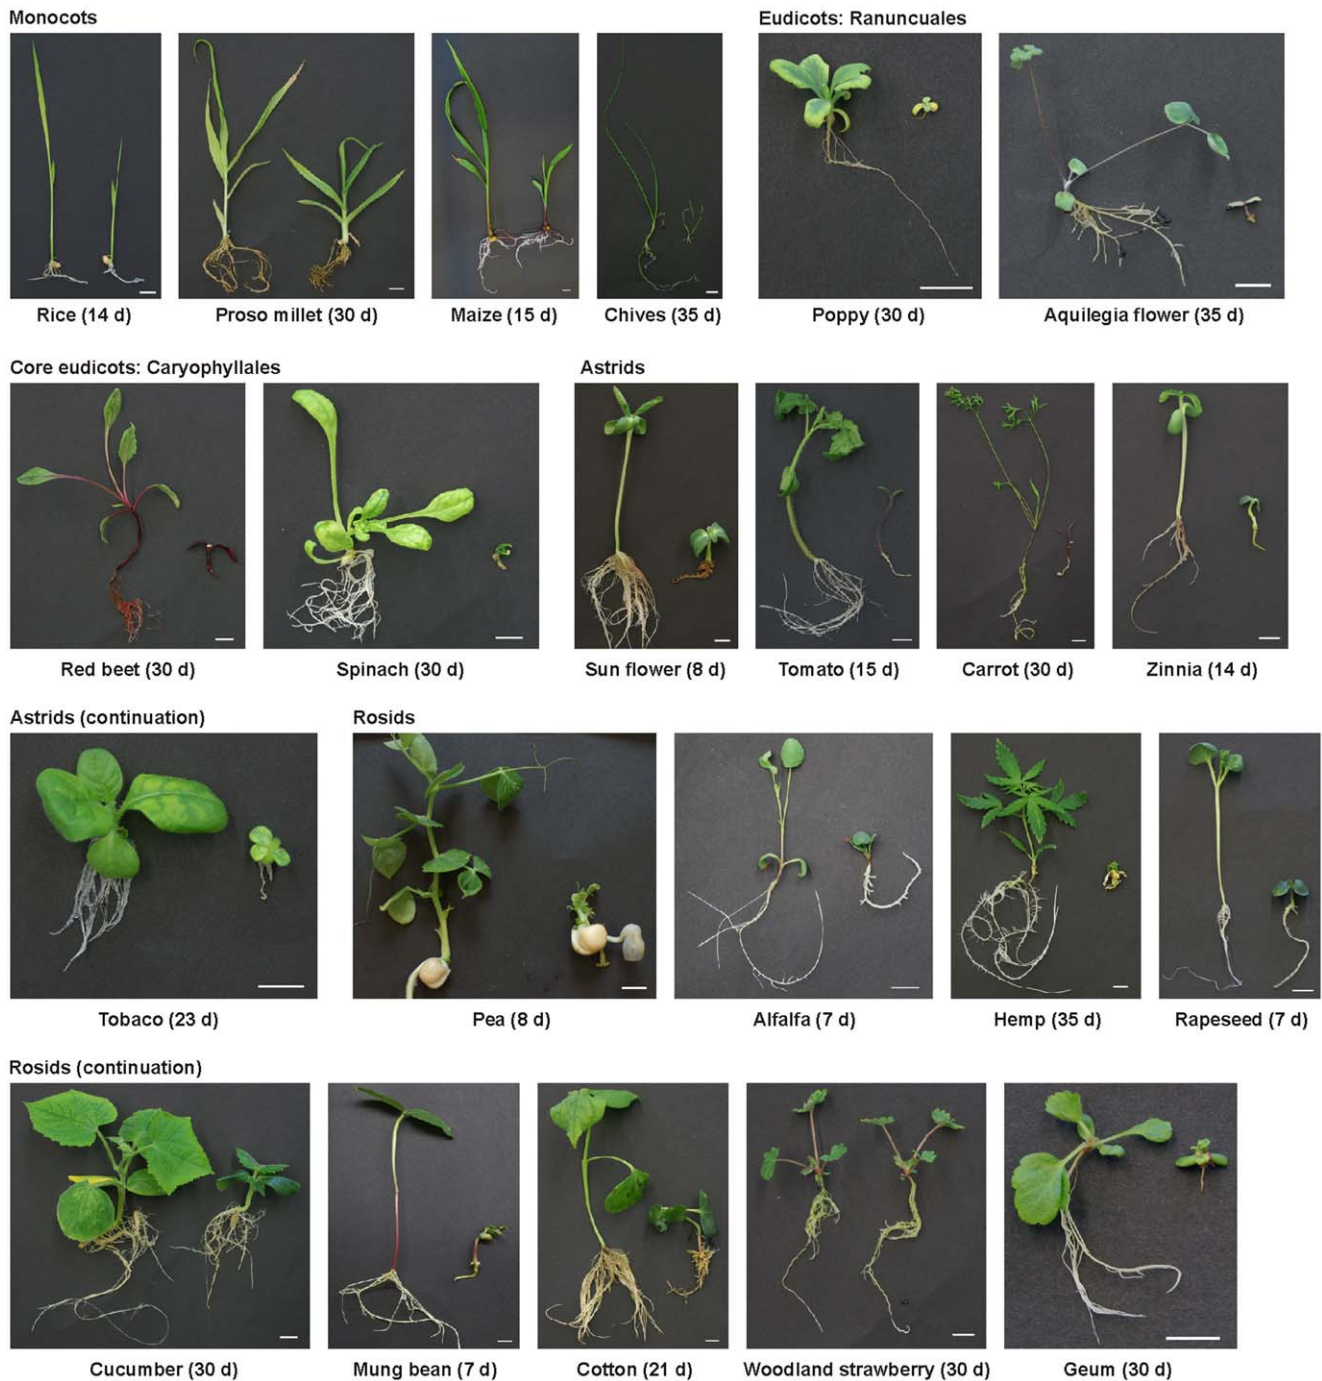 Monocots
Eudicots: Ranuncuales
Rice (14 d)
Proso millet (30 d)
Maize (15 d)
Chives (35 d)
Poppy (30 d)
Aquilegia flower (35 d)
Core eudicots: Caryophyllales
Astrids
Red beet (30 d)
Spinach (30 d)
Sun flower (8 d)
Tomato (15 d)
Carrot (30 d)
Zinnia (14 d)
Astrids (continuation)
Rosids
Tobaco (23 d)
Pea (8 d)
Alfalfa (7 d)
Hemp (35 d)
Rapeseed (7 d)
Rosids (continuation)
Cucumber (30 d)
Mung bean (7 d)
Cotton (21 d)
Woodland strawberry (30 d)
Geum (30 d)